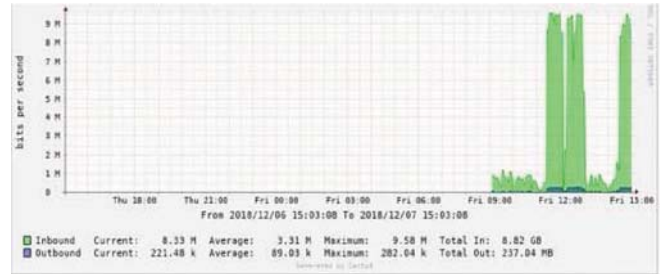 bits per second
9 M
8 M
7 M
6 M
5 M
4 M
3 M
2 M
1 M
0
Thu 18:00 Thu 21:00 Fri 00:00 Fri 03:00 Fri 06:00 Fri 09:00 Fri 12:00 Fri 15:00
From 2018/12/06 15:03:08 To 2018/12/07 15:03:08
Inbound Current: 8.33 M Average: 3.31 M Maximum: 9.58 M Total In: 8.82 GB
Outbound Current: 221.48 k Average: 89.03 k Maximum: 282.04 k Total Out: 237.04 MB
Generated by Cacti®